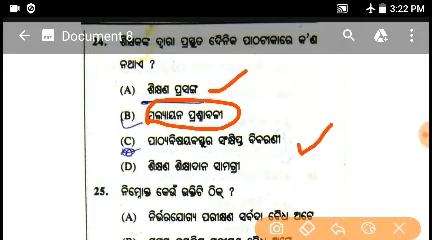 3:22 PM
Document 8
24. ଶିକ୍ଷକଙ୍କ ଦ୍ୱାରା ପ୍ରସ୍ତୁତ ଦୈନିକ ପାଠଟୀକାରେ କ'ଣ
ନଥାଏ ?
(A) ଶିକ୍ଷଣ ପ୍ରସଙ୍ଗ
(B) ମୂଲ୍ୟାୟନ ପ୍ରଶ୍ନାବଳୀ
(C) ପାଠ୍ୟବିଷୟବସ୍ତୁର ସଂକ୍ଷିପ୍ତ ବିବରଣୀ
(D) ଶିକ୍ଷଣ ଶିକ୍ଷାଦାନ ସାମଗ୍ରୀ
25. ନିମ୍ନୋକ୍ତ କେଉଁ ଉକ୍ତିଟି ଠିକ୍ ?
(A) ନିର୍ଭରଯୋଗ୍ୟ ପରୀକ୍ଷଣ ସର୍ବଦା ବୈଧ ଅଟେ